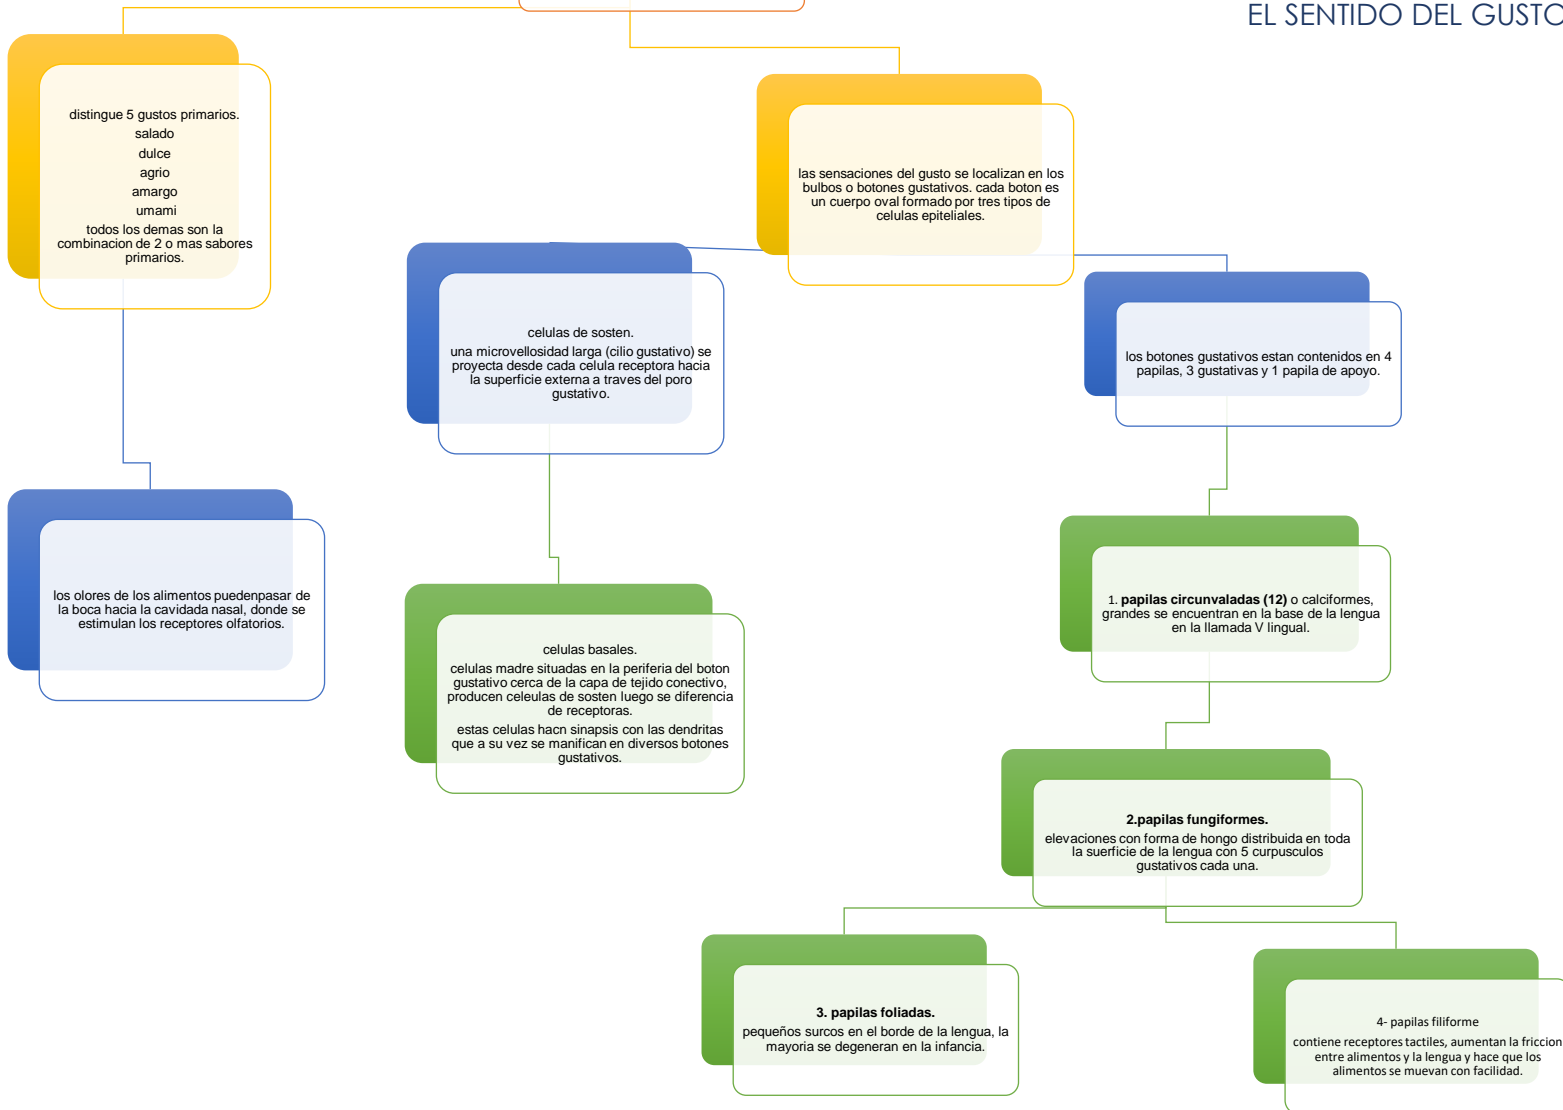 EL SENTIDO DEL GUSTO
distingue 5 gustos primarios.
salado
dulce
agrio
amargo
umami
todos los demas son la
combinacion de 2 o mas sabores
primarios.
las sensaciones del gusto se localizan en los
bulbos o botones gustativos. cada boton es
un cuerpo oval formado por tres tipos de
celulas epiteliales.
celulas de sosten.
una microvellosidad larga (cilio gustativo) se
proyecta desde cada celula receptora hacia
la superficie externa a traves del poro
gustativo.
los botones gustativos estan contenidos en 4
papilas, 3 gustativas y 1 papila de apoyo.
los olores de los alimentos puedenpasar de
la boca hacia la cavidada nasal, donde se
estimulan los receptores olfatorios.
celulas basales.
celulas madre situadas en la periferia del boton
gustativo cerca de la capa de tejido conectivo,
producen celeulas de sosten luego se diferencia
de receptoras.
estas celulas hacn sinapsis con las dendritas
que a su vez se manifican en diversos botones
gustativos.
1. papilas circunvaladas (12) o calciformes,
grandes se encuentran en la base de la lengua
en la llamada V lingual.
2.papilas fungiformes.
elevaciones con forma de hongo distribuida en toda
la suerficie de la lengua con 5 curpusculos
gustativos cada una.
3. papilas foliadas.
pequeños surcos en el borde de la lengua, la
mayoria se degeneran en la infancia.
4- papilas filiforme
contiene receptores tactiles, aumentan la friccion
entre alimentos y la lengua y hace que los
alimentos se muevan con facilidad.